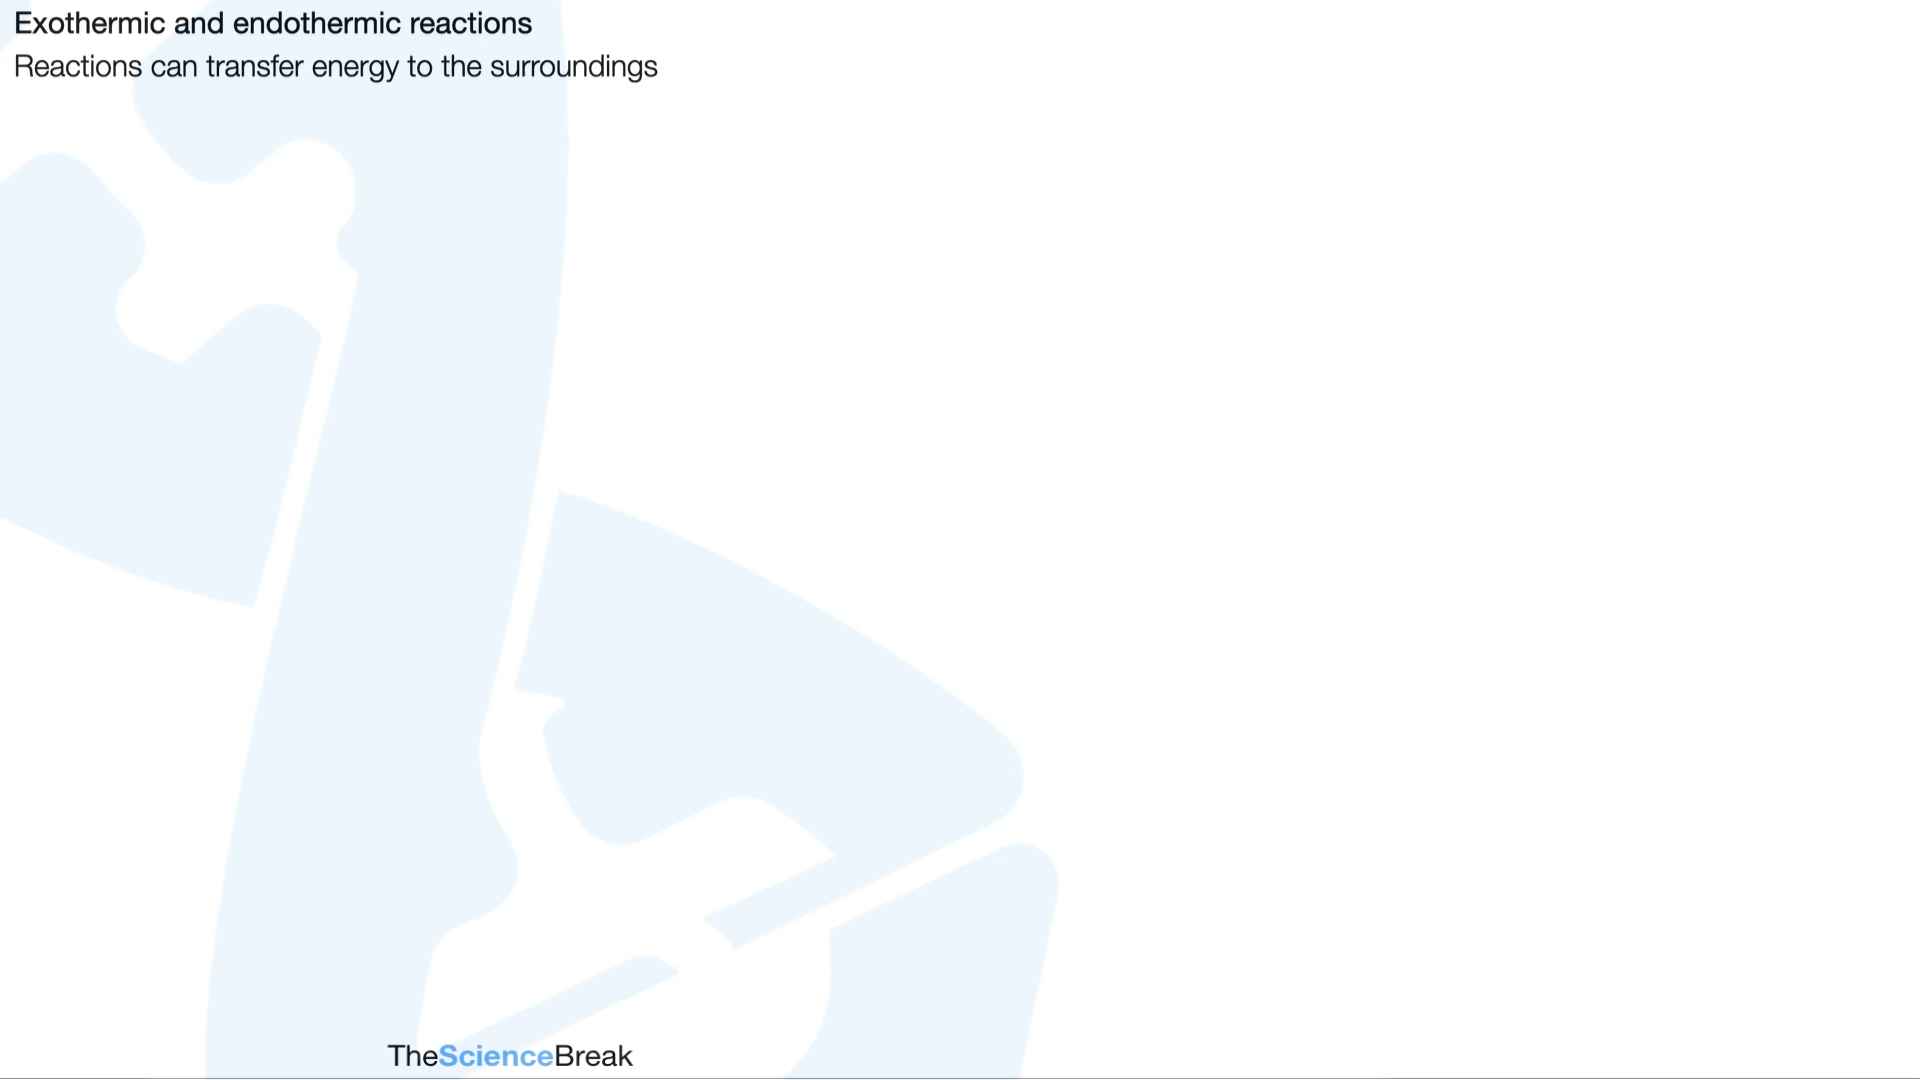 Exothermic and endothermic reactions
Reactions can transfer energy to the surroundings
TheScienceBreak